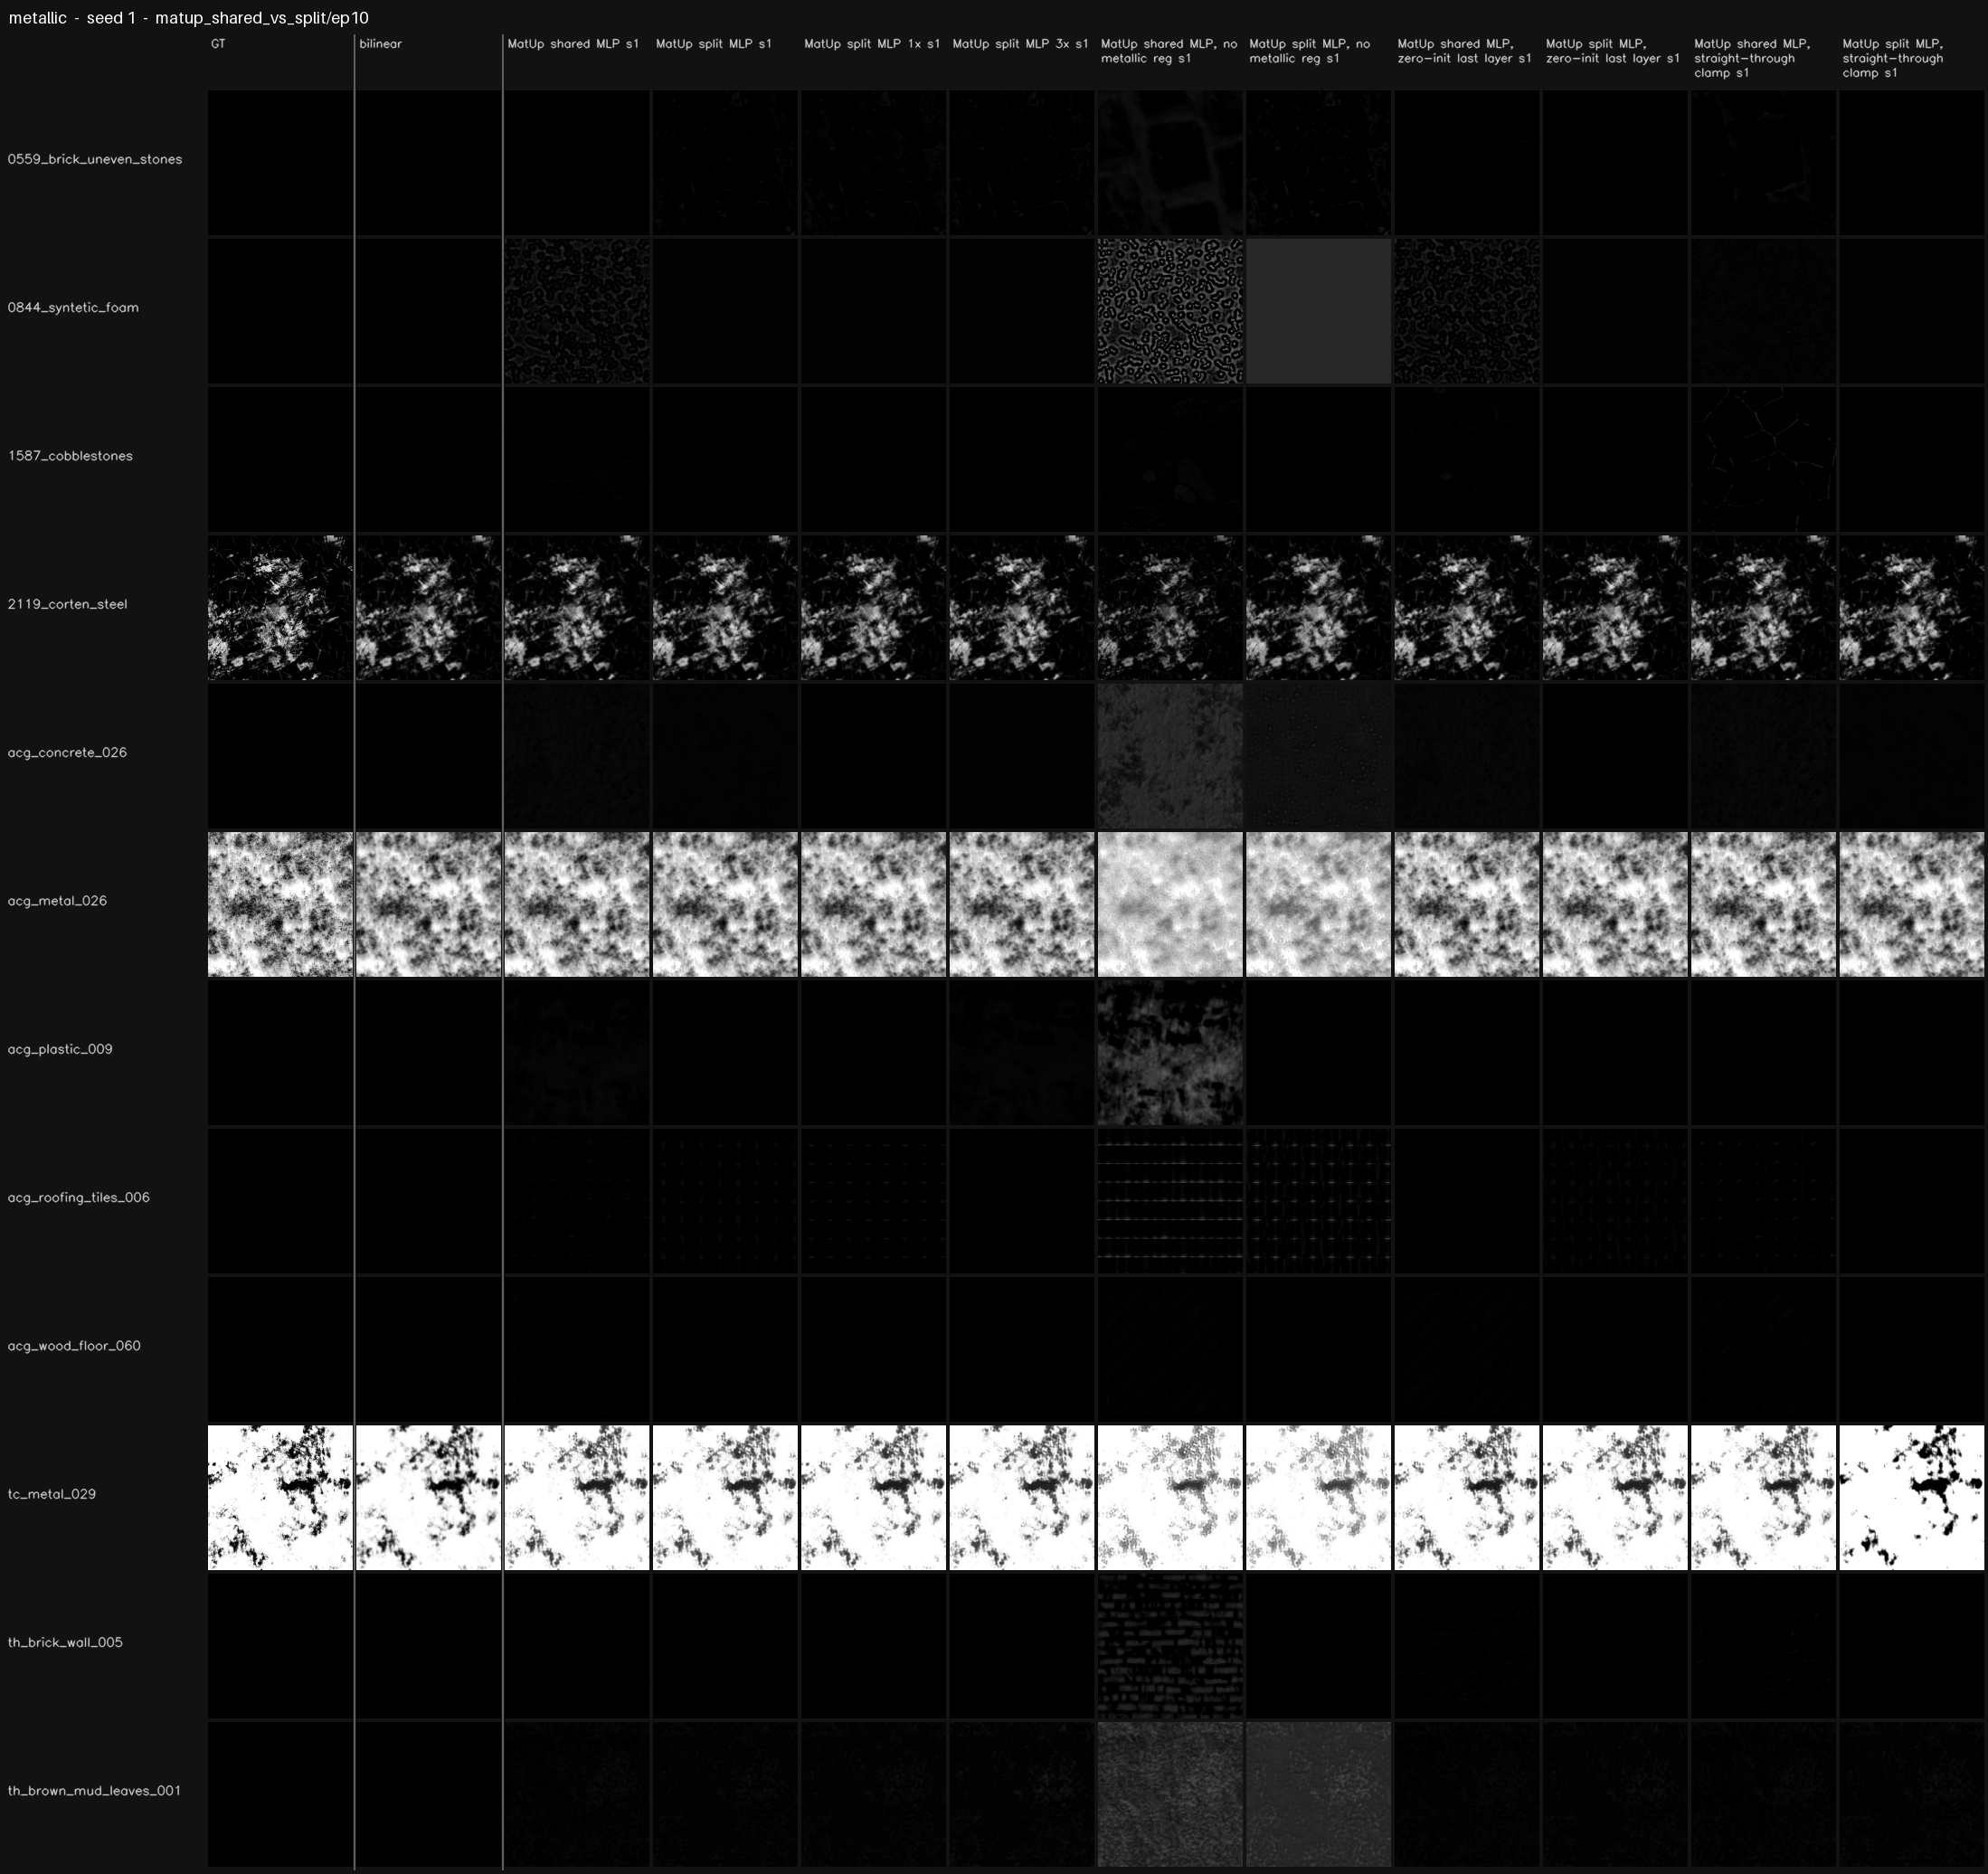 metallic - seed 1 - matup_shared_vs_split/ep10
GT
bilinear
MatUp shared MLP s1
MatUp split MLP s1
MatUp split MLP 1x s1
MatUp split MLP 3x s1
MatUp shared MLP, no
metallic reg s1
MatUp split MLP, no
metallic reg s1
MatUp shared MLP,
zero-init last layer s1
MatUp split MLP,
zero-init last layer s1
MatUp shared MLP,
straight-through
clamp s1
MatUp split MLP,
straight-through
clamp s1
0559_brick_uneven_stones
0844_syntetic_foam
1587_cobblestones
2119_corten_steel
acg_concrete_026
acg_metal_026
acg_plastic_009
acg_roofing_tiles_006
acg_wood_floor_060
tc_metal_029
th_brick_wall_005
th_brown_mud_leaves_001